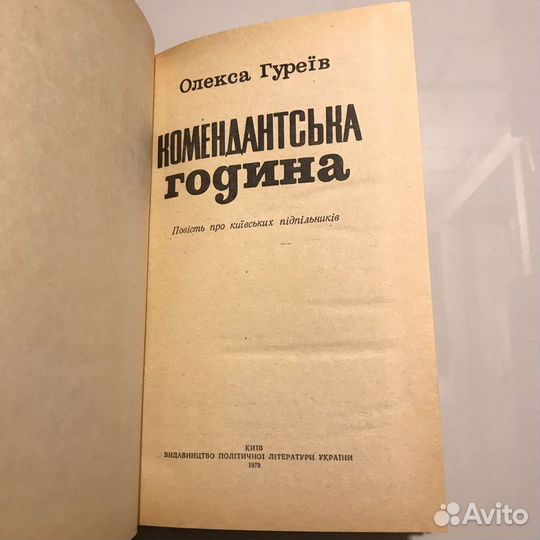 Олекса Гуреїв
КОМЕНДАНТСЬКА
година
Повість про київських підпільників
КИЇВ
ВИДАВНИЦТВО ПОЛІТИЧНОЇ ЛІТЕРАТУРИ УКРАЇНИ
1979
Avito